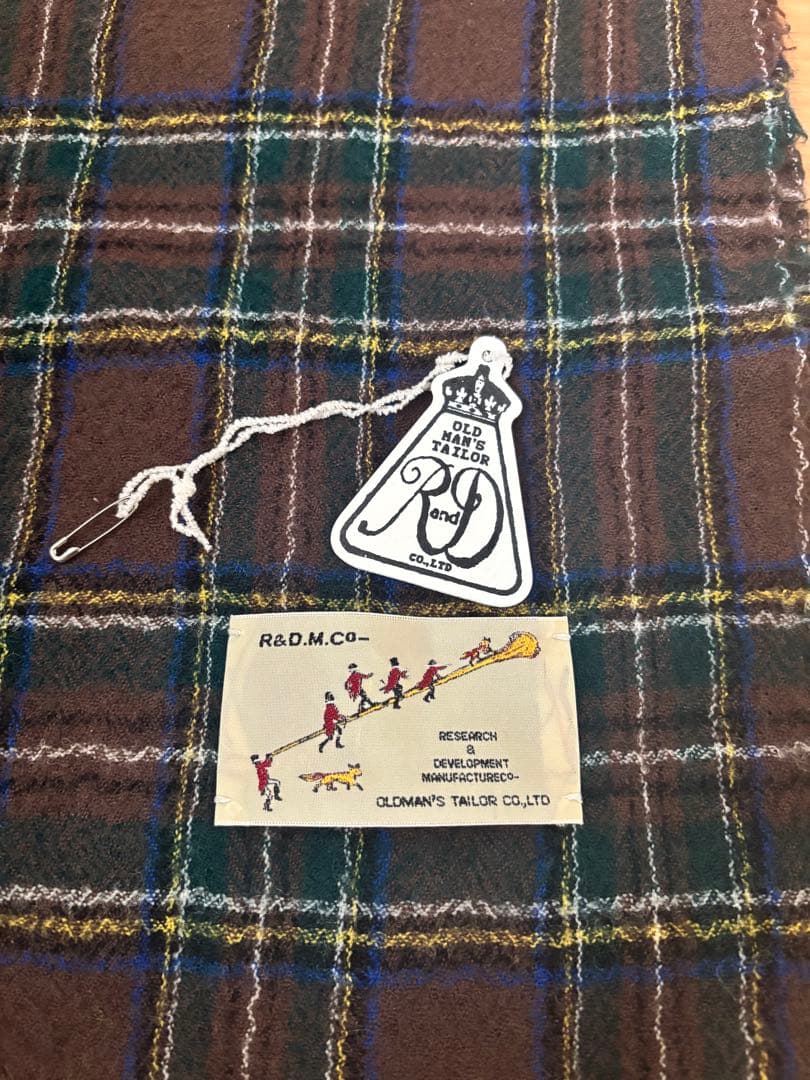 OLD
MAN'S
TAILOR
R and D
CO.,LTD
R&D.M.Co-
RESEARCH
&
DEVELOPMENT
MANUFACTURECO-
OLDMAN'S TAILOR CO.,LTD